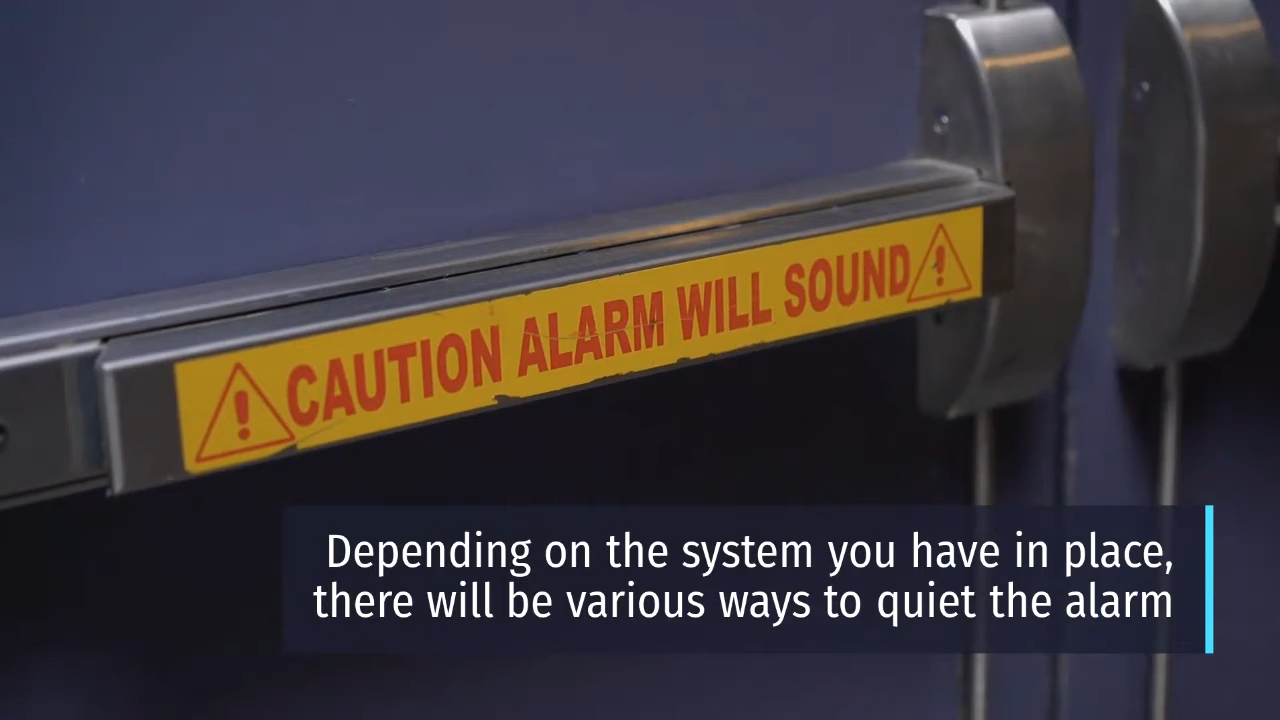 CAUTION ALARM WILL SOUND
Depending on the system you have in place,
there will be various ways to quiet the alarm